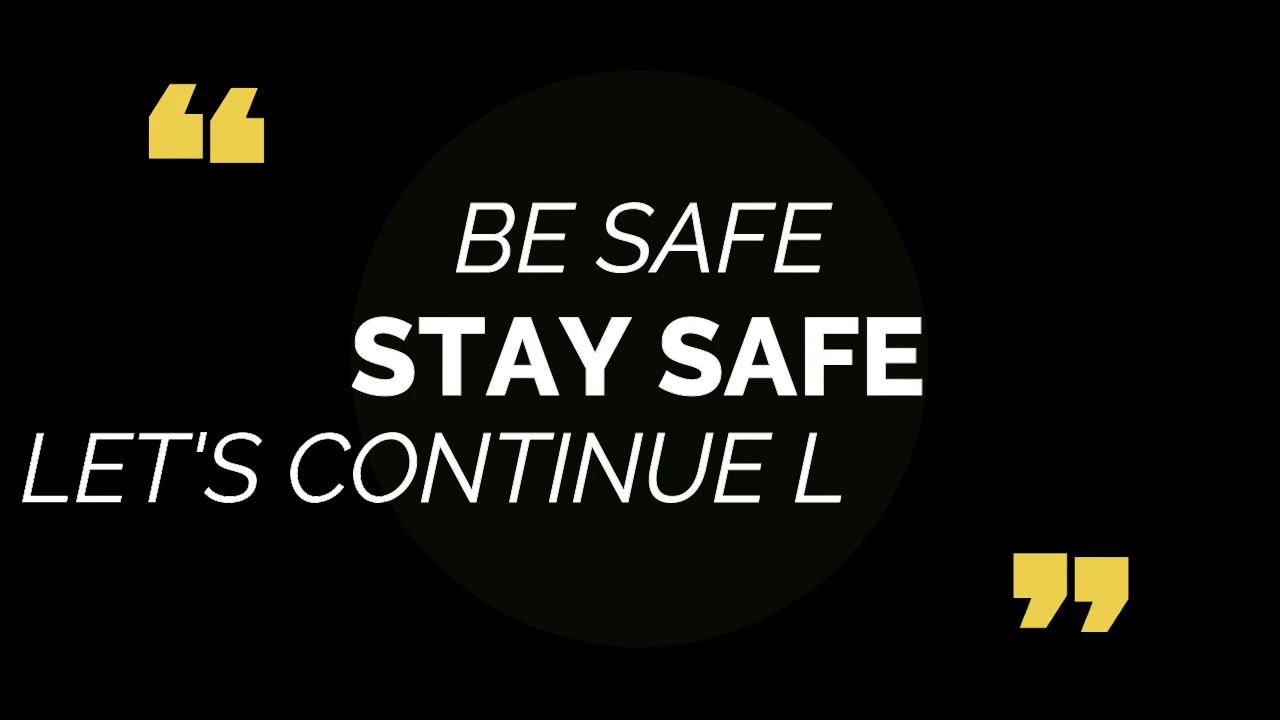 “
BE SAFE
STAY SAFE
LET'S CONTINUE L
”